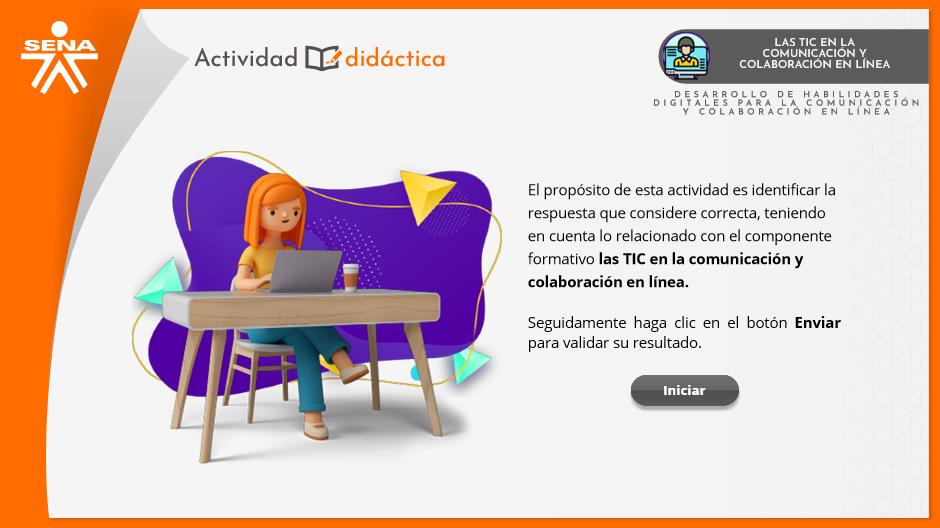 SENA
Actividad didáctica
LAS TIC EN LA
COMUNICACIÓN Y
COLABORACIÓN EN LÍNEA
DESARROLLO DE HABILIDADES
DIGITALES PARA LA COMUNICACIÓN
Y COLABORACIÓN EN LÍNEA
El propósito de esta actividad es identificar la
respuesta que considere correcta, teniendo
en cuenta lo relacionado con el componente
formativo las TIC en la comunicación y
colaboración en línea.
Seguidamente haga clic en el botón Enviar
para validar su resultado.
Iniciar